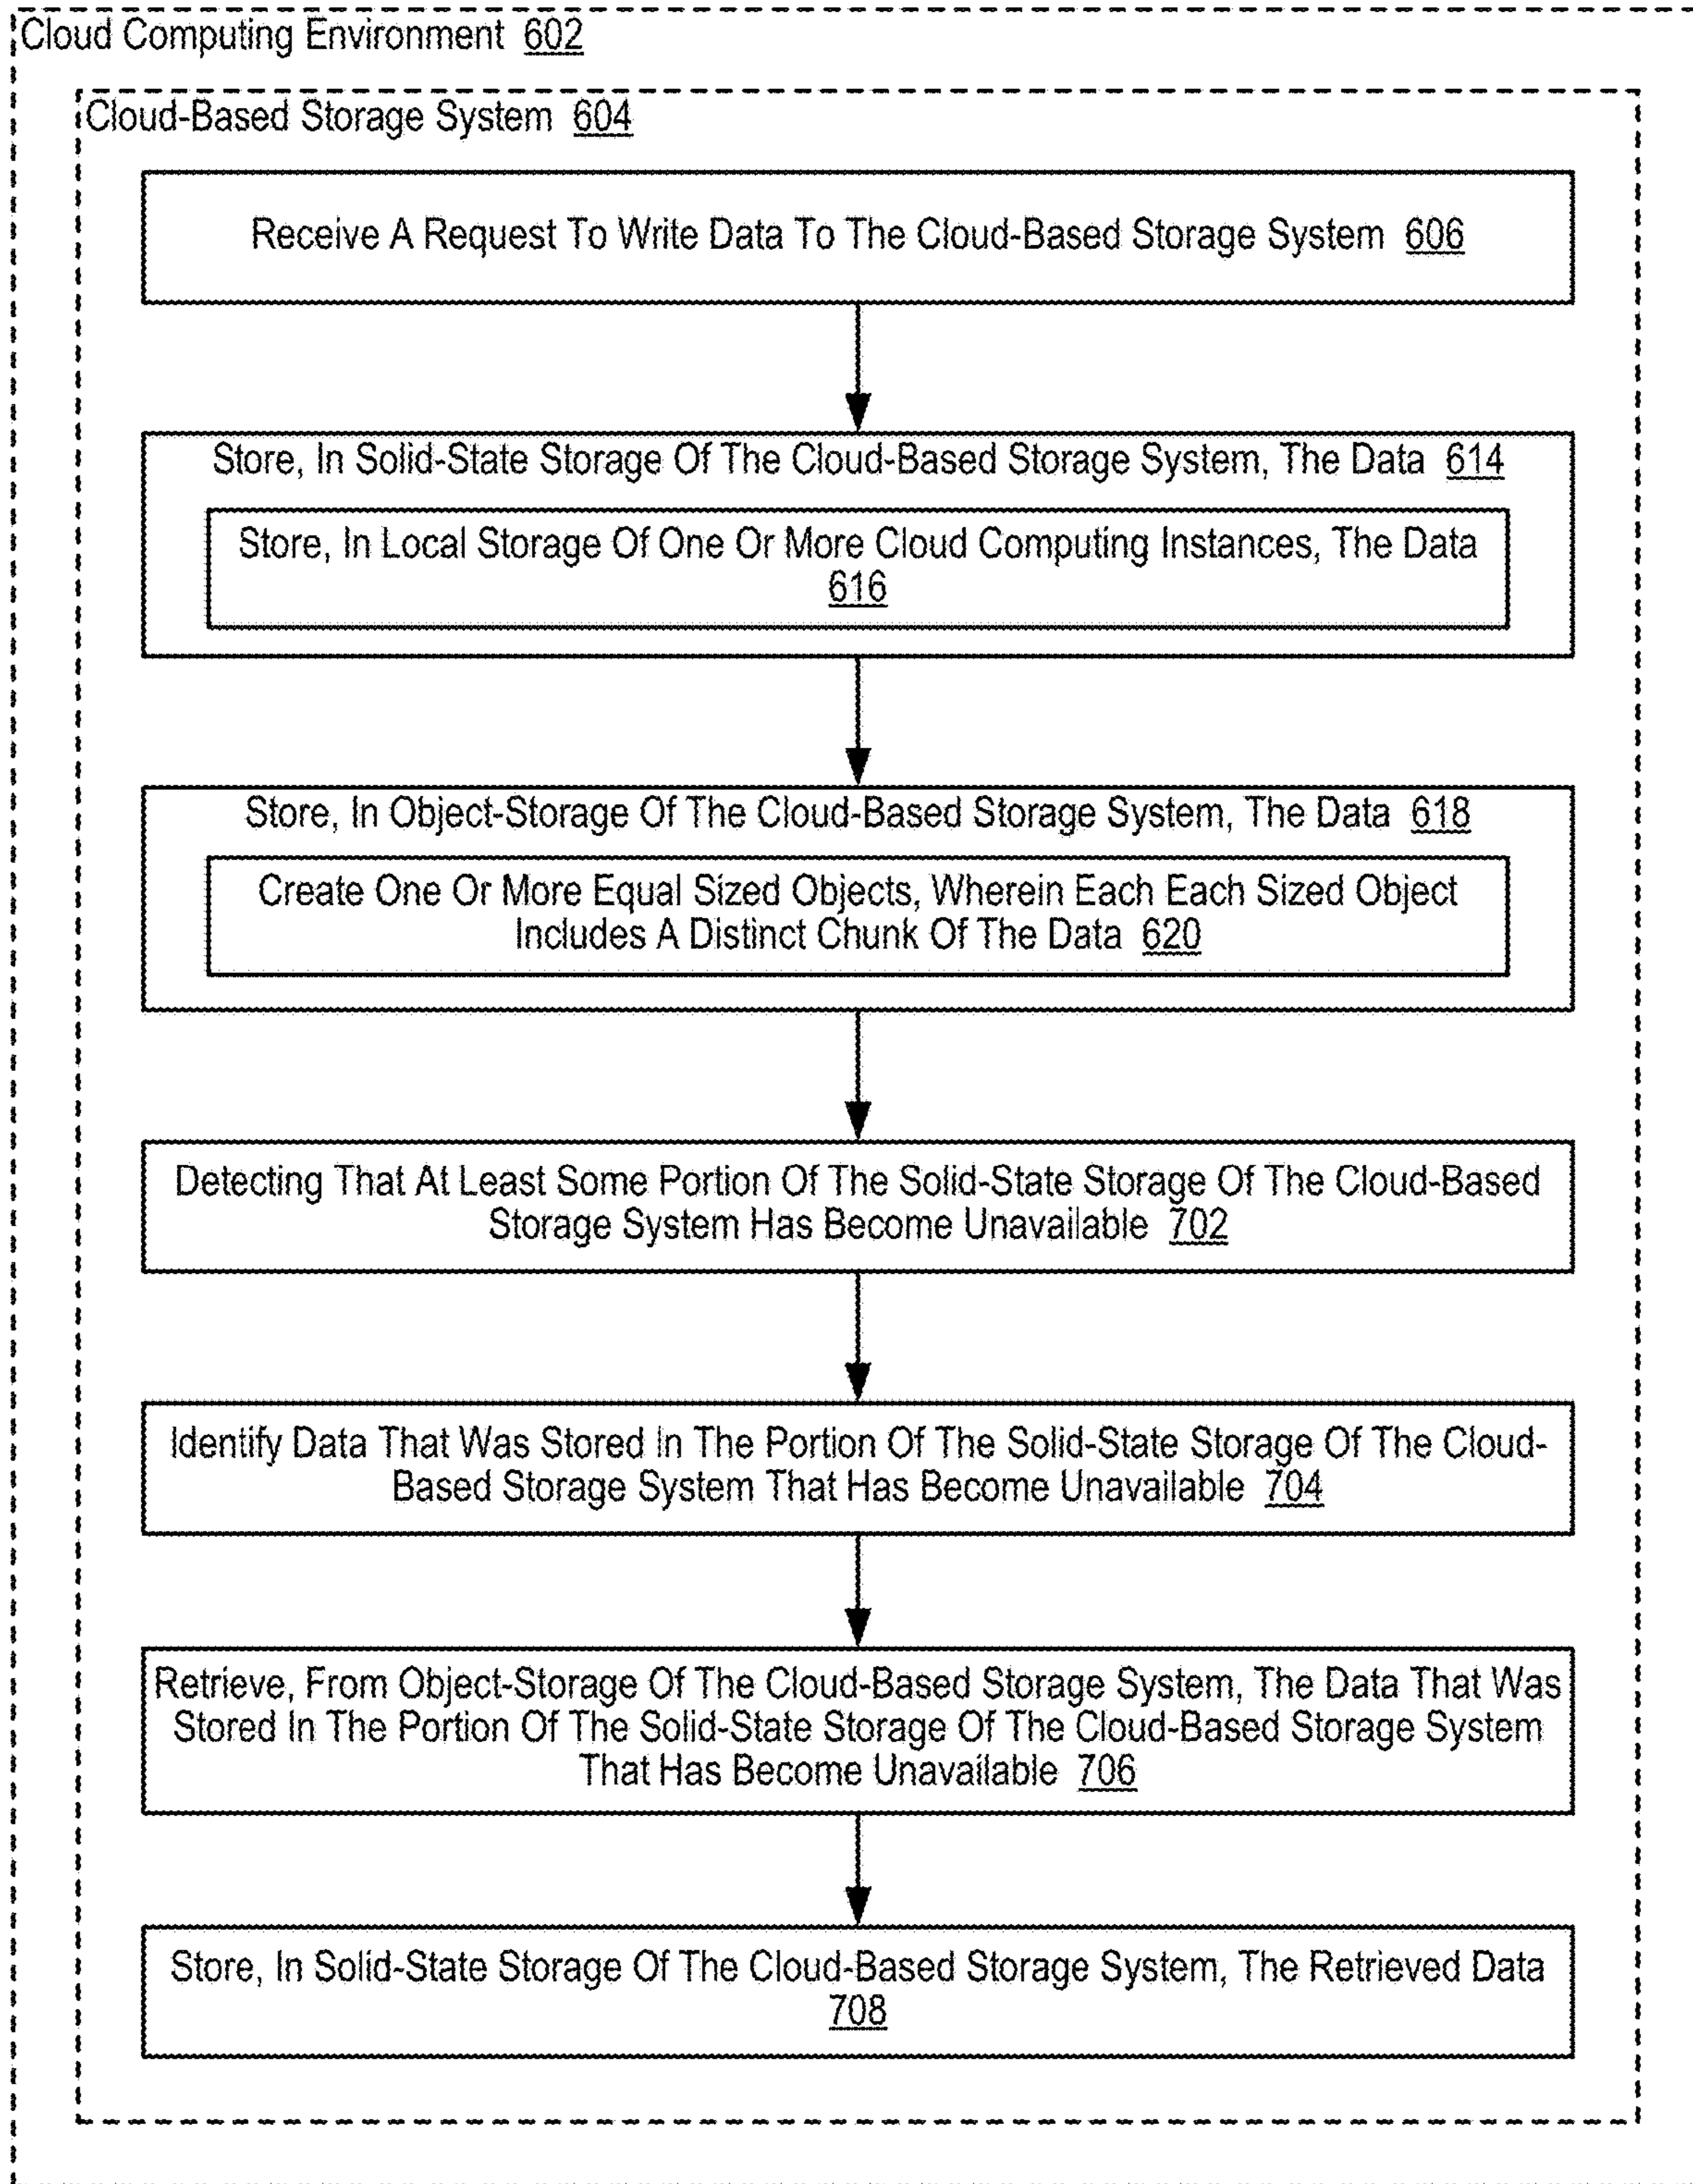 Cloud Computing Environment 602
Cloud-Based Storage System 604
Receive A Request To Write Data To The Cloud-Based Storage System 606
Store, In Solid-State Storage Of The Cloud-Based Storage System, The Data 614
Store, In Local Storage Of One Or More Cloud Computing Instances, The Data
616
Store, In Object-Storage Of The Cloud-Based Storage System, The Data 618
Create One Or More Equal Sized Objects, Wherein Each Each Sized Object
Includes A Distinct Chunk Of The Data 620
Detecting That At Least Some Portion Of The Solid-State Storage Of The Cloud-Based
Storage System Has Become Unavailable 702
Identify Data That Was Stored In The Portion Of The Solid-State Storage Of The Cloud-
Based Storage System That Has Become Unavailable 704
Retrieve, From Object-Storage Of The Cloud-Based Storage System, The Data That Was
Stored In The Portion Of The Solid-State Storage Of The Cloud-Based Storage System
That Has Become Unavailable 706
Store, In Solid-State Storage Of The Cloud-Based Storage System, The Retrieved Data
708